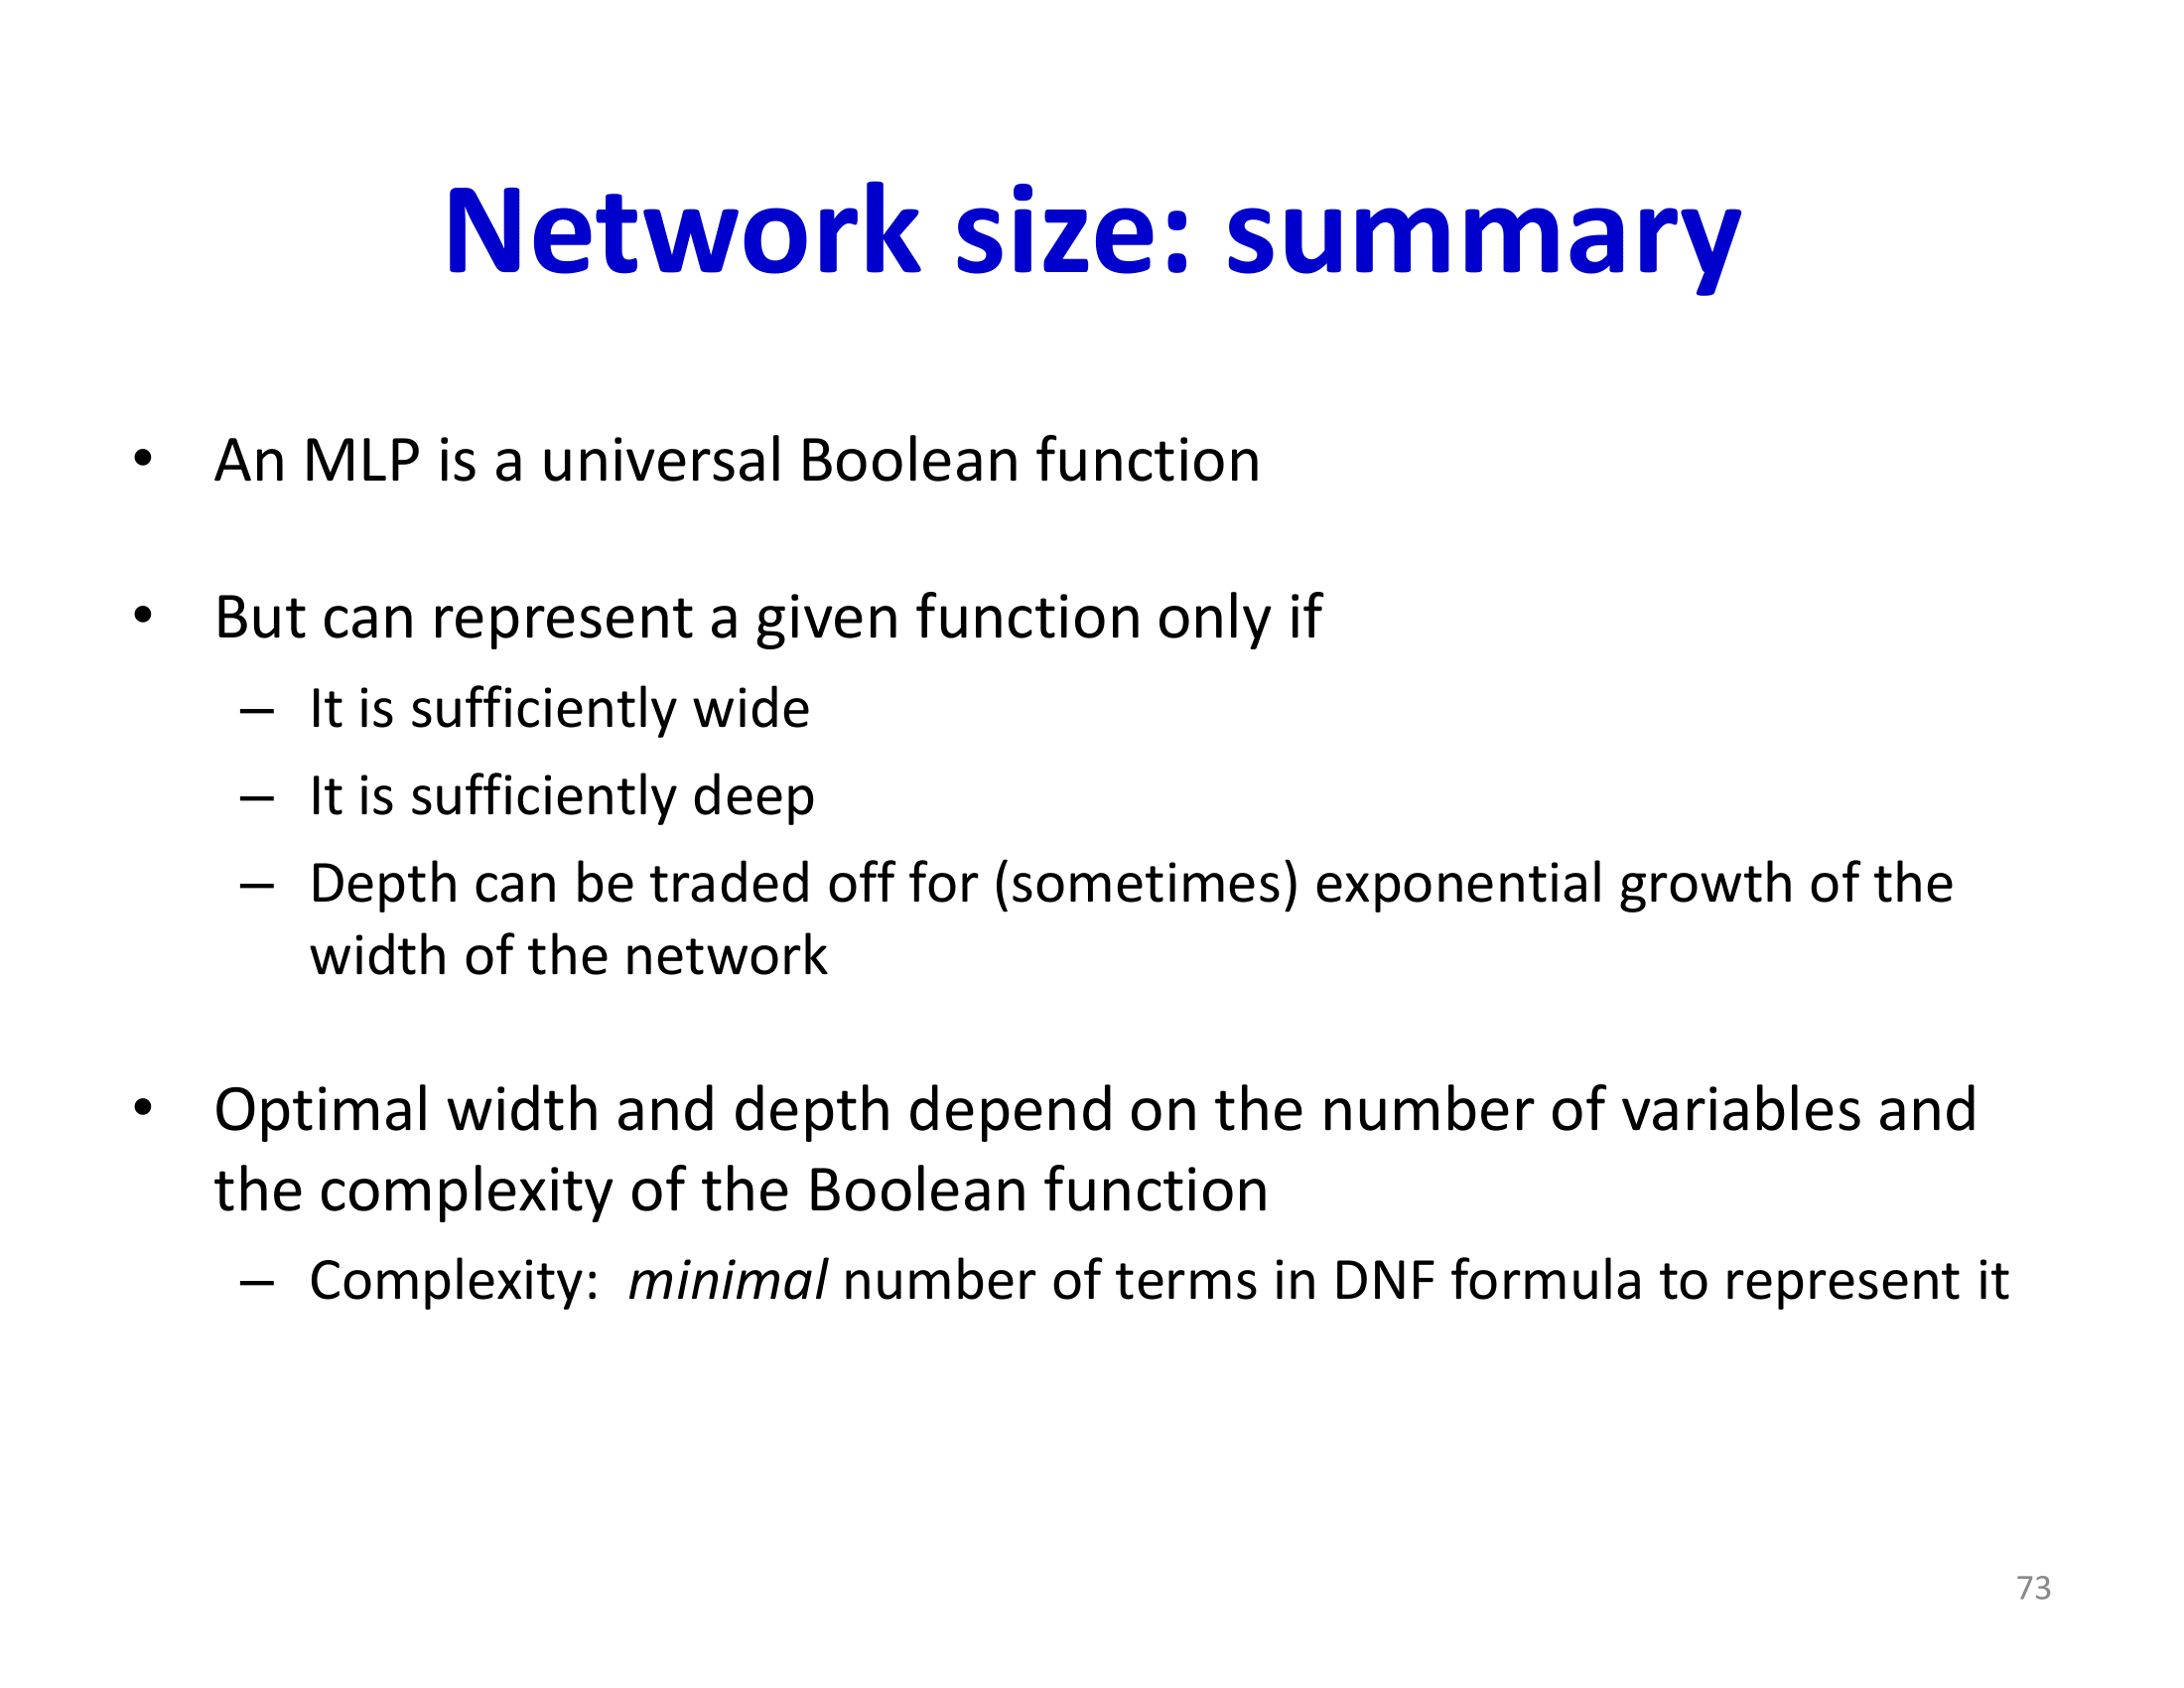 Network size: summary
• An MLP is a universal Boolean function
• But can represent a given function only if
– It is sufficiently wide
– It is sufficiently deep
– Depth can be traded off for (sometimes) exponential growth of the
width of the network
• Optimal width and depth depend on the number of variables and
the complexity of the Boolean function
– Complexity: minimal number of terms in DNF formula to represent it
73